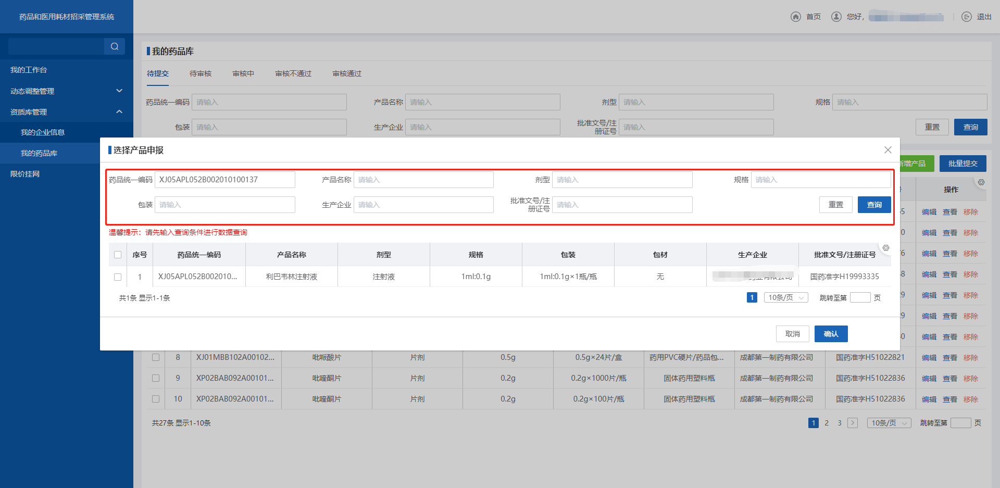 药品和医用耗材招采管理系统
首页 您好, 退出
我的工作台
动态调整管理
资质库管理
我的企业信息
我的药品库
限价挂网
我的药品库
待提交 待审核 审核中 审核不通过 审核通过
药品统一编码 请输入 产品名称 请输入 剂型 请输入 规格 请输入
包装 请输入 生产企业 请输入 批准文号/注册证号 请输入 重置 查询
新增产品 批量提交
操作
选择产品申报
药品统一编码 XJ05APL052B002010100137 产品名称 请输入 剂型 请输入 规格 请输入
包装 请输入 生产企业 请输入 批准文号/注册证号 请输入 重置 查询
温馨提示：请先输入查询条件进行数据查询
序号 药品统一编码 产品名称 剂型 规格 包装 包材 生产企业 批准文号/注册证号
1 XJ05APL052B002010... 利巴韦林注射液 注射液 1ml:0.1g 1ml:0.1g×1瓶/瓶 无 药业有限公司 国药准字H19993335
共1条 显示1-1条 1 10条/页 跳转至第 页
取消 确认
5 编辑 查看 移除
0 编辑 查看 移除
6 编辑 查看 移除
8 编辑 查看 移除
9 编辑 查看 移除
9 编辑 查看 移除
0 编辑 查看 移除
8 XJ01MBB102A00102... 吡哌酸片 片剂 0.5g 0.5g×24片/盒 药用PVC硬片/药品包... 成都第一制药有限公司 国药准字H51022821 编辑 查看 移除
9 XP02BAB092A00101... 吡喹酮片 片剂 0.2g 0.2g×1000片/瓶 固体药用塑料瓶 成都第一制药有限公司 国药准字H51022836 编辑 查看 移除
10 XP02BAB092A00101... 吡喹酮片 片剂 0.2g 0.2g×100片/瓶 固体药用塑料瓶 成都第一制药有限公司 国药准字H51022836 编辑 查看 移除
共27条 显示1-10条 1 2 3 10条/页 跳转至第 页